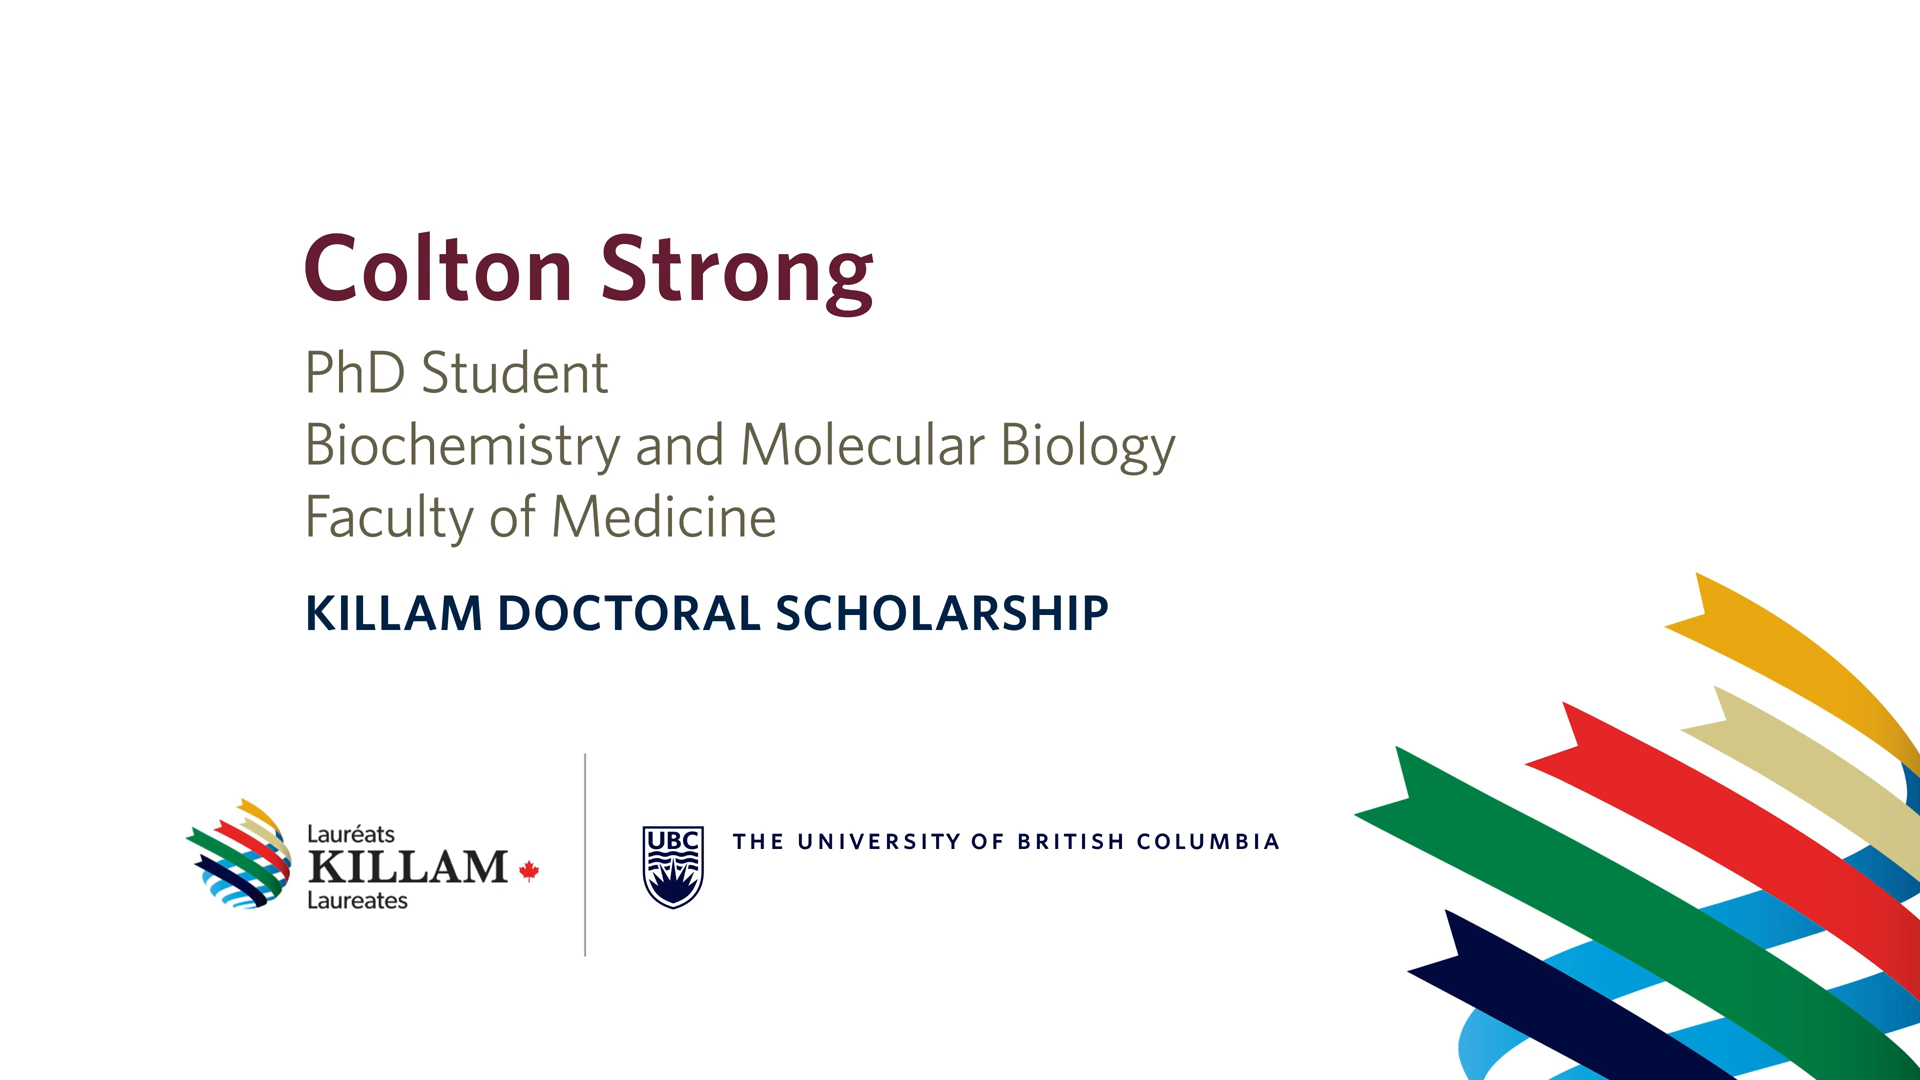 Colton Strong
PhD Student
Biochemistry and Molecular Biology
Faculty of Medicine
KILLAM DOCTORAL SCHOLARSHIP
Lauréats
KILLAM
Laureates
UBC
THE UNIVERSITY OF BRITISH COLUMBIA